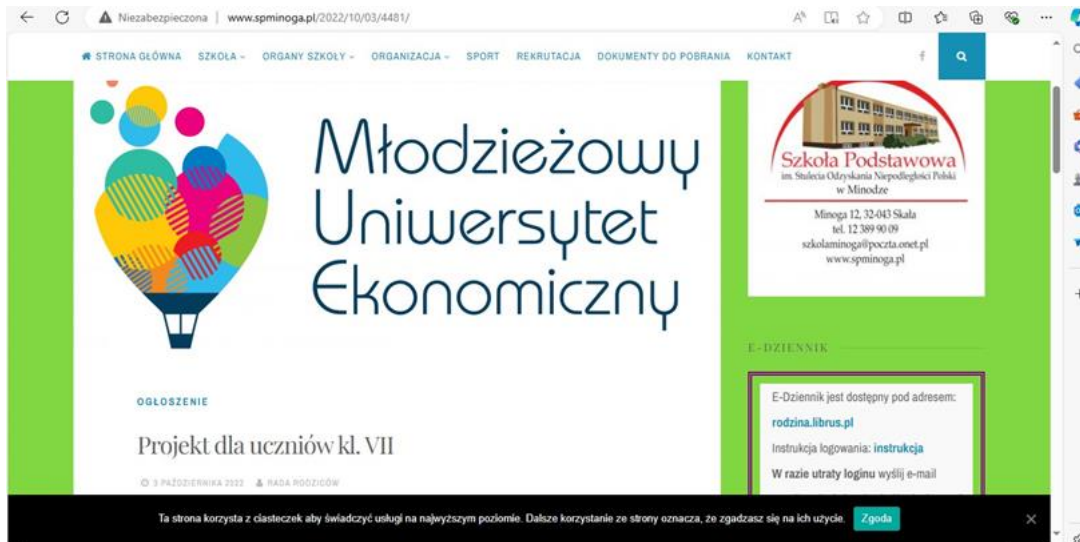 Niezabezpieczona | www.spminoga.pl/2022/10/03/4481/
STRONA GŁÓWNA SZKOŁA ORGANY SZKOŁY ORGANIZACJA SPORT REKRUTACJA DOKUMENTY DO POBRANIA KONTAKT
Młodzieżowy
Uniwersytet
Ekonomiczny
OGŁOSZENIE
Projekt dla uczniów kl. VII
3 PAŹDZIERNIKA 2022 RADA RODZICÓW
Szkoła Podstawowa
im. Stulecia Odzyskania Niepodległości Polski
w Minodze
Minoga 12, 32-043 Skała
tel. 12 389 90 09
szkolaminoga@poczta.onet.pl
www.spminoga.pl
E-DZIENNIK
E-Dziennik jest dostępny pod adresem:
rodzina.librus.pl
Instrukcja logowania: instrukcja
W razie utraty loginu wyślij e-mail
Ta strona korzysta z ciasteczek aby świadczyć usługi na najwyższym poziomie. Dalsze korzystanie ze strony oznacza, że zgadzasz się na ich użycie. Zgoda